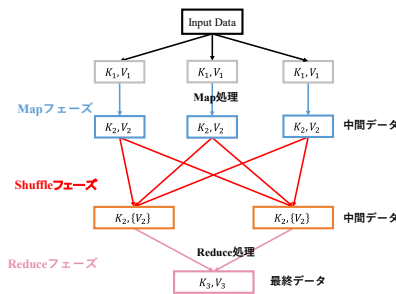 Input Data
K₁,V₁ K₁,V₁ K₁,V₁
Map処理
Mapフェーズ
K₂,V₂ K₂,V₂ K₂,V₂ 中間データ
Shuffleフェーズ
K₂,{V₂} K₂,{V₂} 中間データ
Reduce処理
Reduceフェーズ
K₃,V₃ 最終データ